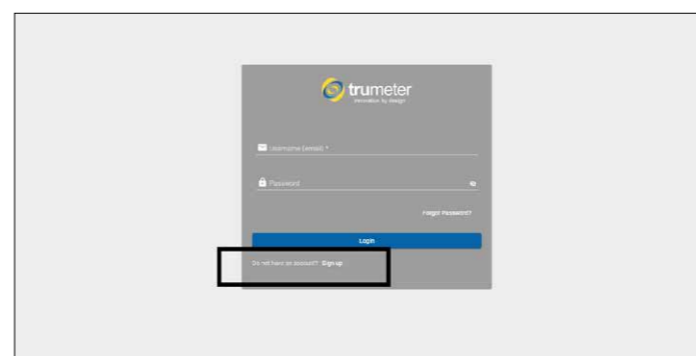 trumeter
innovation by design
Username (email) *
Password
Forgot Password?
Login
Do not have an account? Sign up